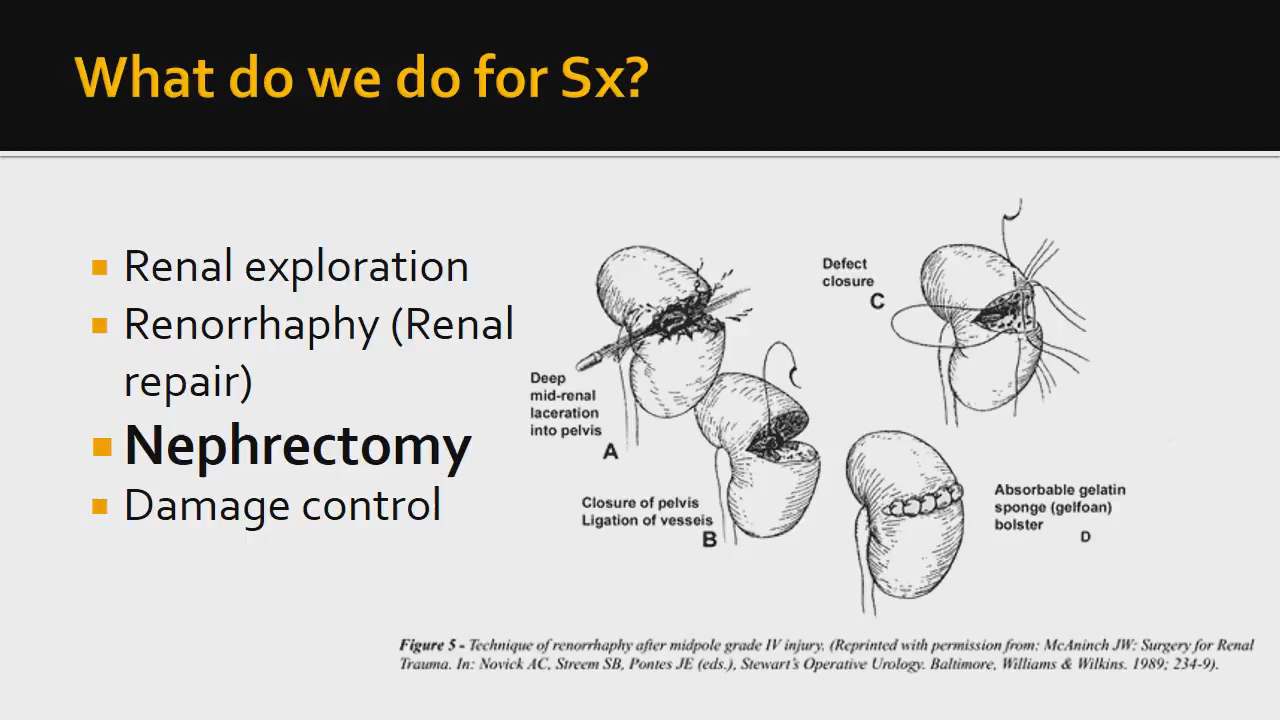 What do we do for Sx?
Renal exploration
Renorrhaphy (Renal
repair)
Nephrectomy
Damage control
Deep
mid-renal
laceration
into pelvis
A
Closure of pelvis
Ligation of vesseis
B
Defect
closure
C
Absorbable gelatin
sponge (gelfoan)
bolster
D
Figure 5 - Technique of renorrhaphy after midpole grade IV injury. (Reprinted with permission from: McAninch JW: Surgery for Renal
Trauma. In: Novick AC, Streem SB, Pontes JE (eds.), Stewart's Operative Urology. Baltimore, Williams & Wilkins. 1989; 234-9).